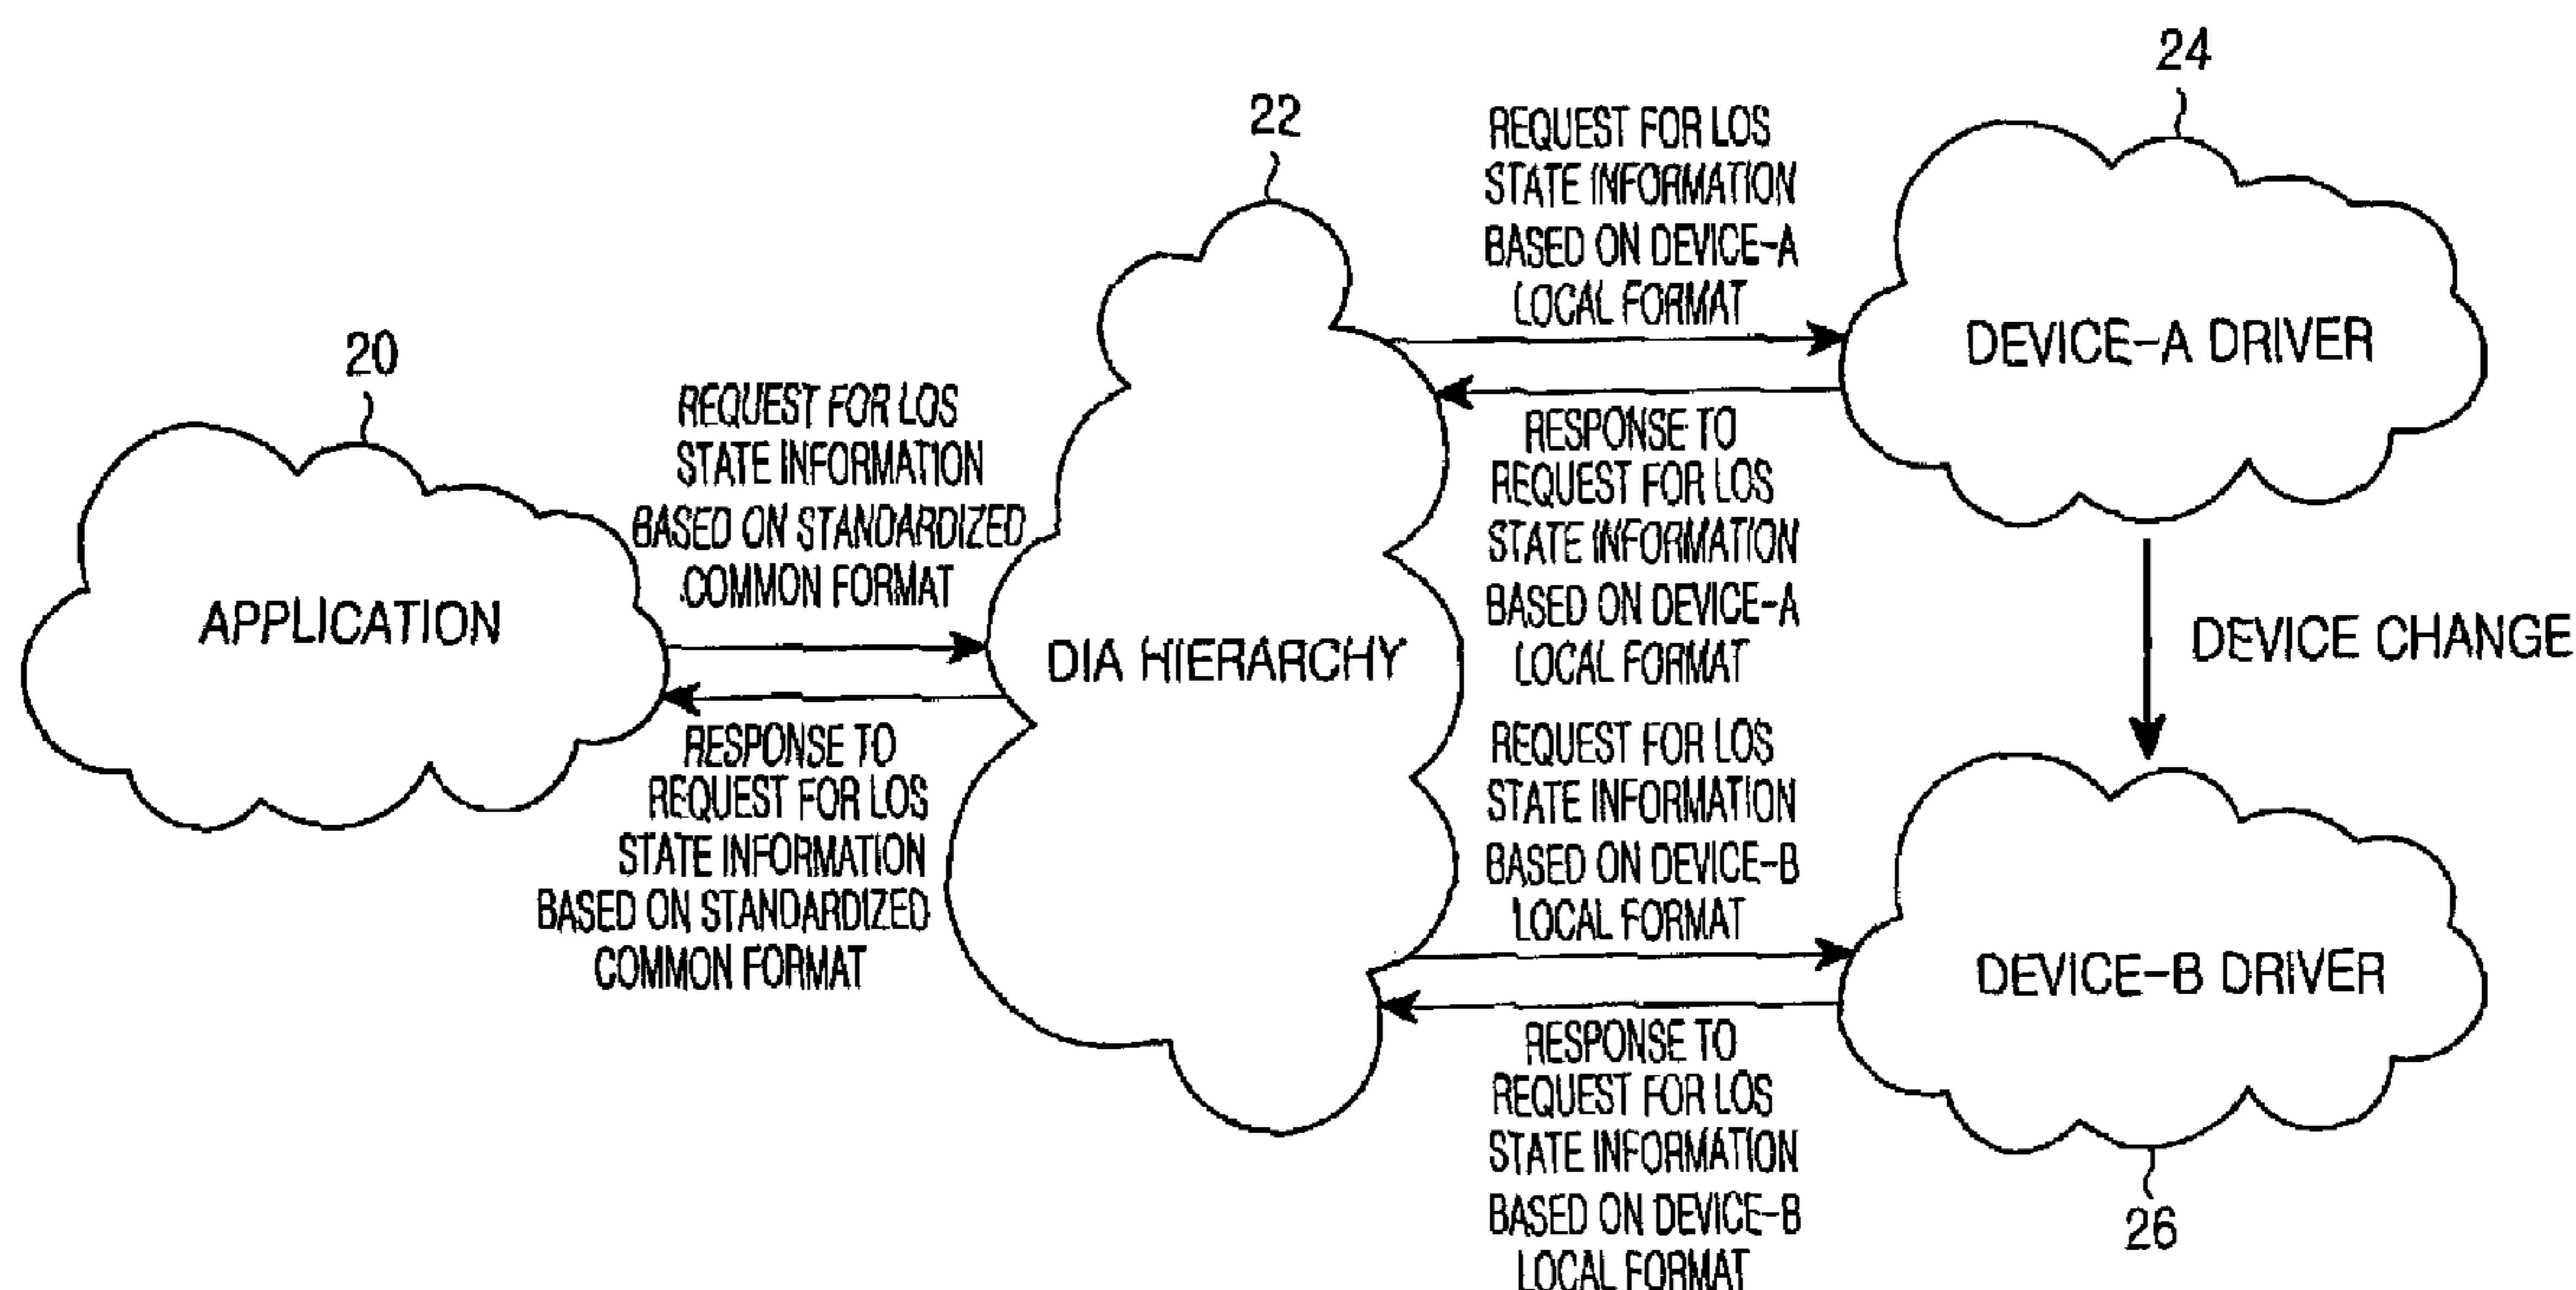 20
APPLICATION
REQUEST FOR LOS
STATE INFORMATION
BASED ON STANDARDIZED
COMMON FORMAT
RESPONSE TO
REQUEST FOR LOS
STATE INFORMATION
BASED ON STANDARDIZED
COMMON FORMAT
22
DIA HIERARCHY
REQUEST FOR LOS
STATE INFORMATION
BASED ON DEVICE-A
LOCAL FORMAT
RESPONSE TO
REQUEST FOR LOS
STATE INFORMATION
BASED ON DEVICE-A
LOCAL FORMAT
REQUEST FOR LOS
STATE INFORMATION
BASED ON DEVICE-B
LOCAL FORMAT
RESPONSE TO
REQUEST FOR LOS
STATE INFORMATION
BASED ON DEVICE-B
LOCAL FORMAT
24
DEVICE-A DRIVER
DEVICE CHANGE
DEVICE-B DRIVER
26